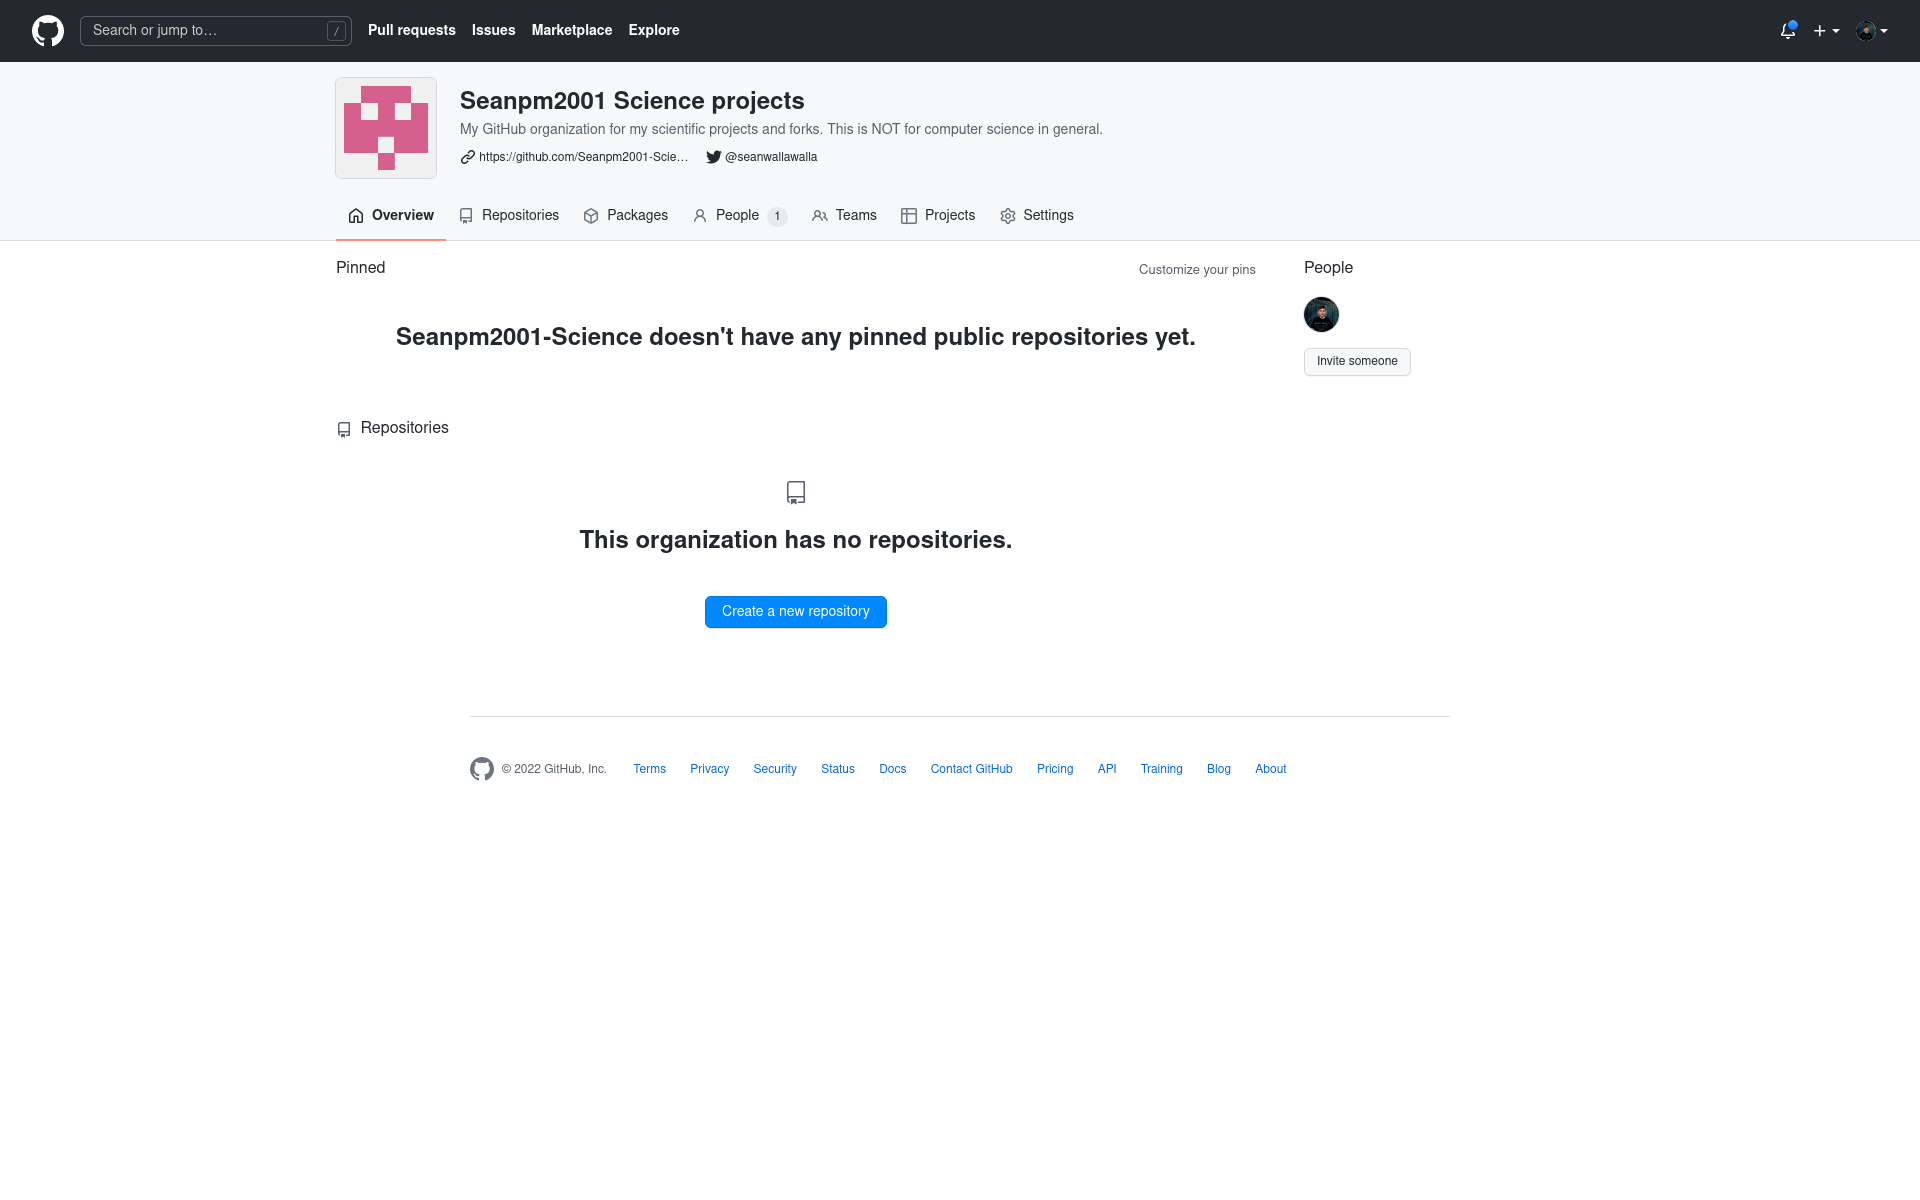 Search or jump to… /
Pull requests Issues Marketplace Explore
Seanpm2001 Science projects
My GitHub organization for my scientific projects and forks. This is NOT for computer science in general.
https://github.com/Seanpm2001-Scie… @seanwallawalla
Overview Repositories Packages People 1 Teams Projects Settings
Pinned Customize your pins
People
Seanpm2001-Science doesn't have any pinned public repositories yet.
Invite someone
Repositories
This organization has no repositories.
Create a new repository
© 2022 GitHub, Inc. Terms Privacy Security Status Docs Contact GitHub Pricing API Training Blog About